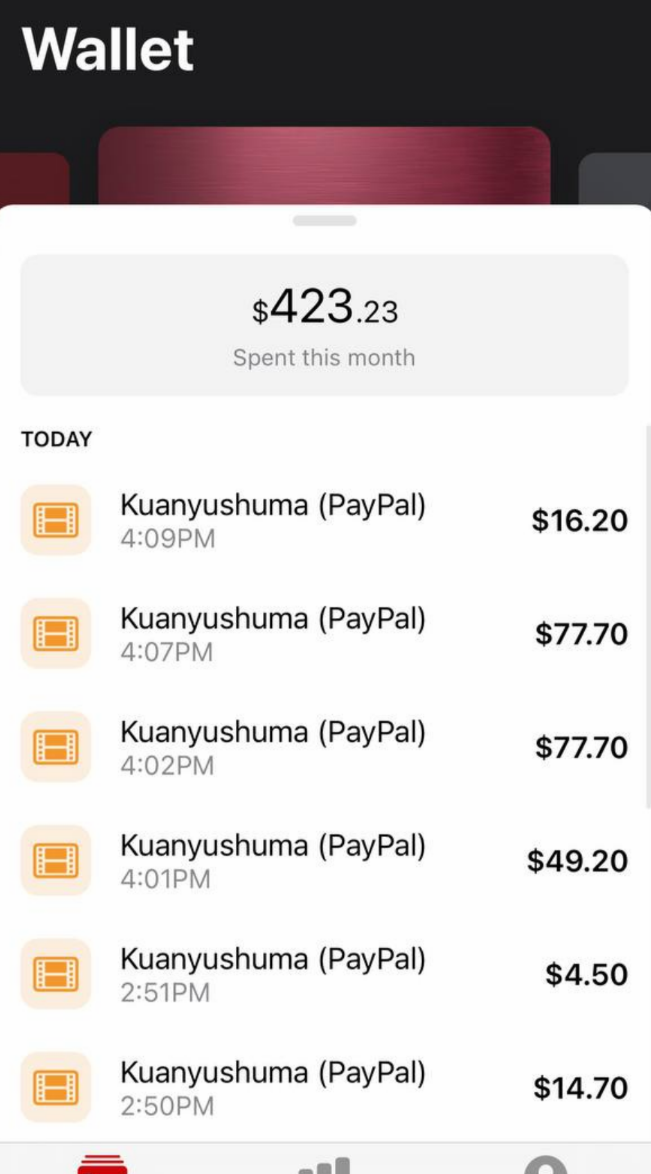 Wallet
$423.23
Spent this month
TODAY
Kuanyushuma (PayPal)
4:09PM
$16.20
Kuanyushuma (PayPal)
4:07PM
$77.70
Kuanyushuma (PayPal)
4:02PM
$77.70
Kuanyushuma (PayPal)
4:01PM
$49.20
Kuanyushuma (PayPal)
2:51PM
$4.50
Kuanyushuma (PayPal)
2:50PM
$14.70